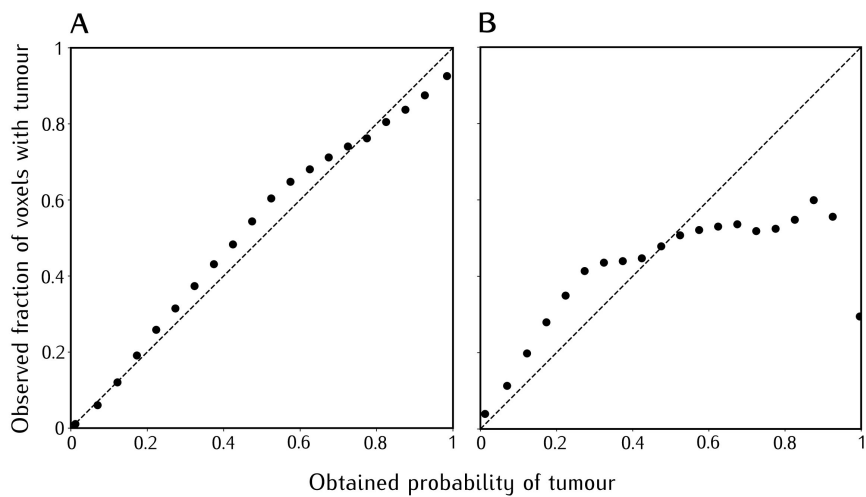 A
B
Observed fraction of voxels with tumour
1
0.8
0.6
0.4
0.2
0
0 0.2 0.4 0.6 0.8 1
0 0.2 0.4 0.6 0.8 1
Obtained probability of tumour